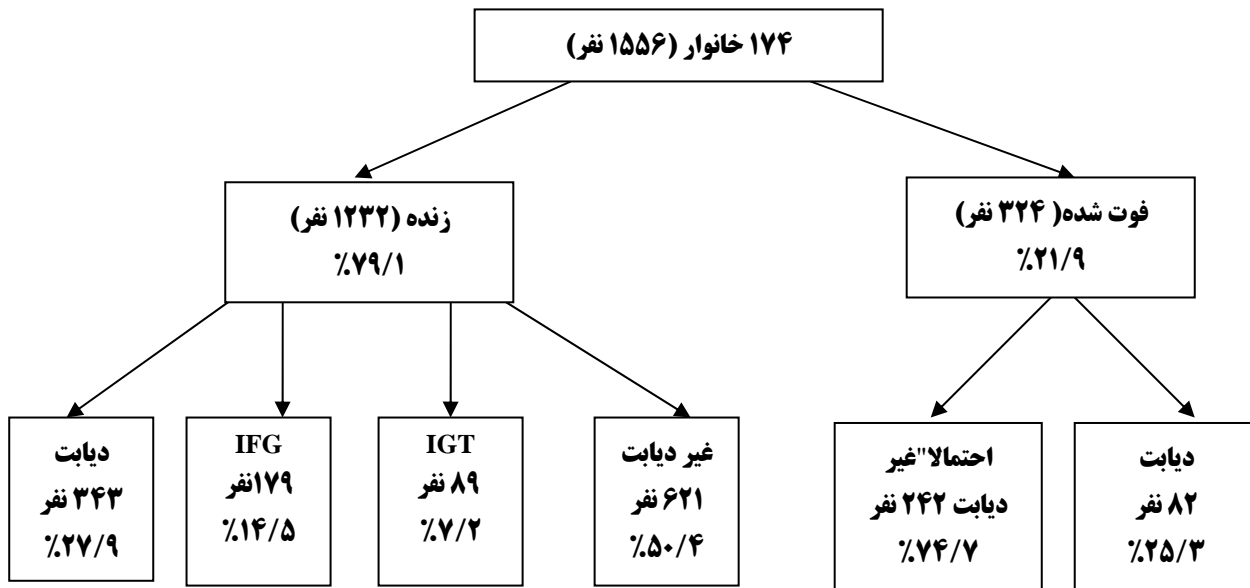 ۱۷۴ خانوار (۱۵۵۶ نفر)
فوت شده( ۳۲۴ نفر)
٪۲۱/۹
زنده (۱۲۳۲ نفر)
٪۷۹/۱
دیابت
۸۲ نفر
٪۲۵/۳
احتمالا"غیر
دیابت ۲۴۲ نفر
٪۷۴/۷
غیر دیابت
۶۲۱ نفر
٪۵۰/۴
IGT
۸۹ نفر
٪۷/۲
IFG
۱۷۹نفر
٪۱۴/۵
دیابت
۳۴۳ نفر
٪۲۷/۹